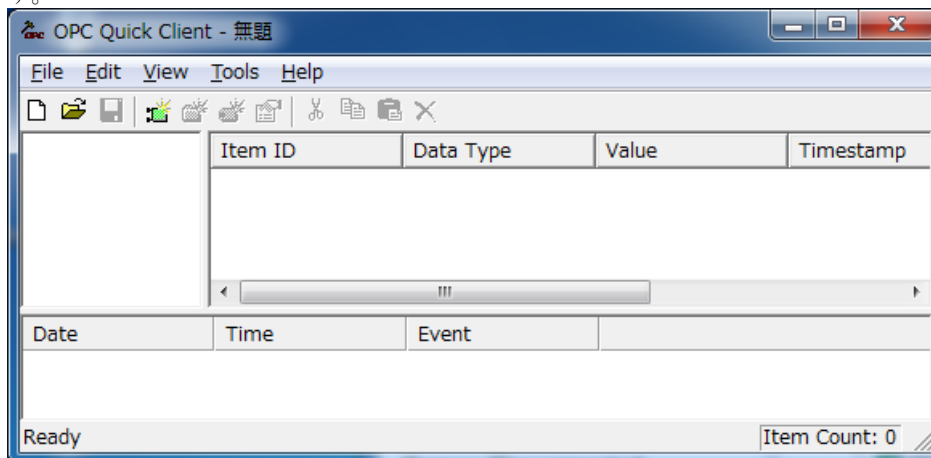 す。
OPC Quick Client - 無題
File Edit View Tools Help
Item ID Data Type Value Timestamp
Date Time Event
Ready Item Count: 0